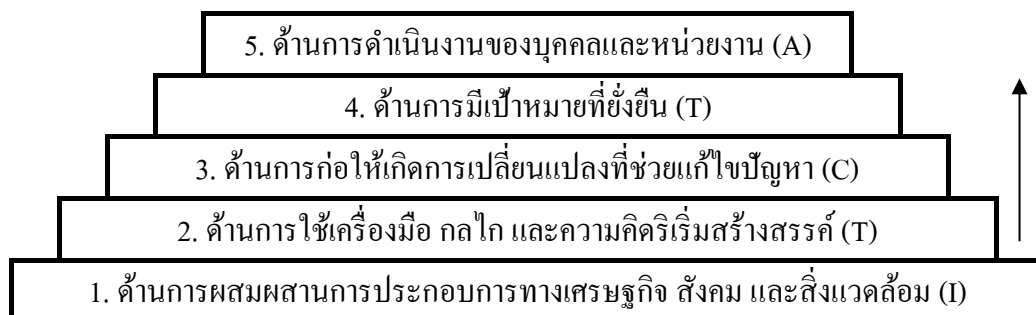 5. ด้านการดำเนินงานของบุคคลและหน่วยงาน (A)
4. ด้านการมีเป้าหมายที่ยั่งยืน (T)
3. ด้านการก่อให้เกิดการเปลี่ยนแปลงที่ช่วยแก้ไขปัญหา (C)
2. ด้านการใช้เครื่องมือ กลไก และความคิดริเริ่มสร้างสรรค์ (T)
1. ด้านการผสมผสานการประกอบการทางเศรษฐกิจ สังคม และสิ่งแวดล้อม (I)